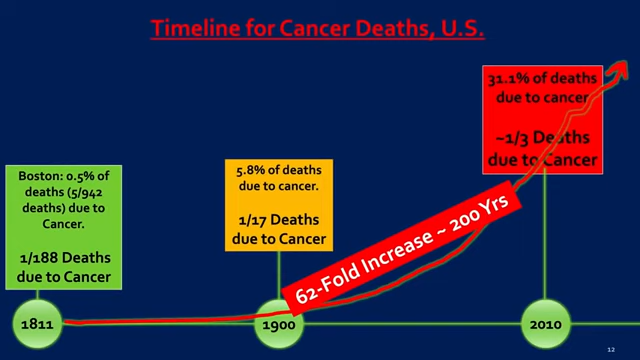 Timeline for Cancer Deaths, U.S.
31.1% of deaths
due to cancer
~1/3 Deaths
due to Cancer
Boston: 0.5% of
deaths (5/942
deaths) due to
Cancer.
1/188 Deaths
due to Cancer
5.8% of deaths
due to cancer.
1/17 Deaths
due to Cancer
62-Fold Increase ~ 200 Yrs
1811
1900
2010
12